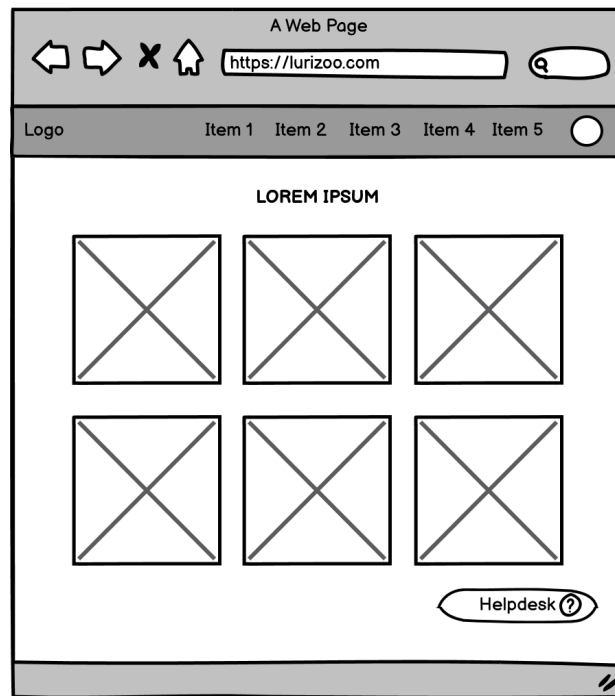 A Web Page
https://lurizoo.com
Logo Item 1 Item 2 Item 3 Item 4 Item 5
LOREM IPSUM
Helpdesk ?